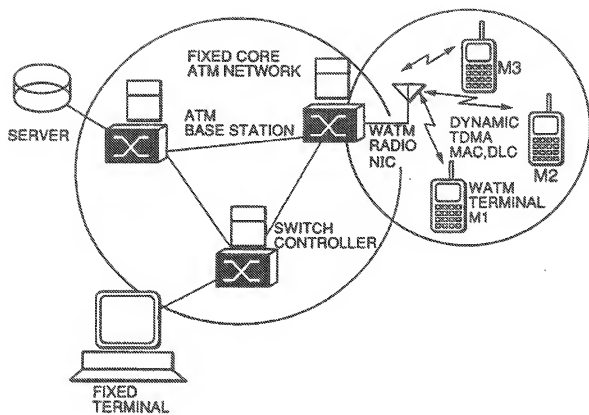 FIXED CORE
ATM NETWORK
SERVER
ATM
BASE STATION
WATM
RADIO
NIC
M3
DYNAMIC
TDMA
MAC,DLC
M2
WATM
TERMINAL
M1
SWITCH
CONTROLLER
FIXED
TERMINAL